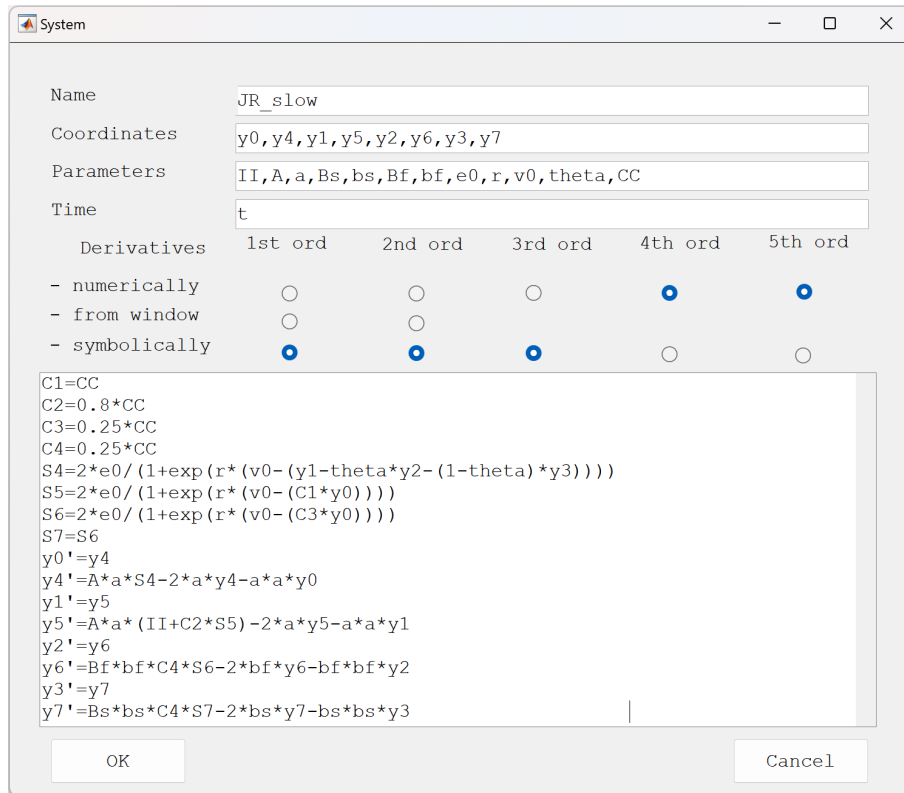 System
Name
JR_slow
Coordinates
y0,y4,y1,y5,y2,y6,y3,y7
Parameters
II,A,a,Bs,bs,Bf,bf,e0,r,v0,theta,CC
Time
t
Derivatives 1st ord 2nd ord 3rd ord 4th ord 5th ord
- numerically
- from window
- symbolically
C1=CC
C2=0.8*CC
C3=0.25*CC
C4=0.25*CC
S4=2*e0/(1+exp(r*(v0-(y1-theta*y2-(1-theta)*y3))))
S5=2*e0/(1+exp(r*(v0-(C1*y0))))
S6=2*e0/(1+exp(r*(v0-(C3*y0))))
S7=S6
y0'=y4
y4'=A*a*S4-2*a*y4-a*a*y0
y1'=y5
y5'=A*a*(II+C2*S5)-2*a*y5-a*a*y1
y2'=y6
y6'=Bf*bf*C4*S6-2*bf*y6-bf*bf*y2
y3'=y7
y7'=Bs*bs*C4*S7-2*bs*y7-bs*bs*y3
OK
Cancel